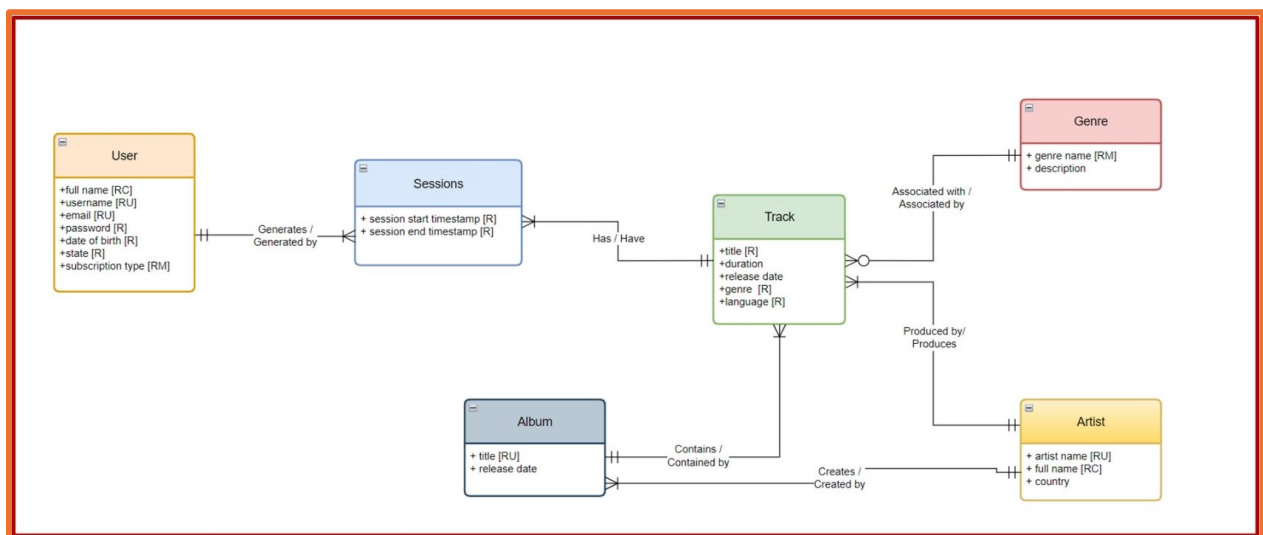 User
+full name [RC]
+username [RU]
+email [RU]
+password [R]
+date of birth [R]
+state [R]
+subscription type [RM]
Generates /
Generated by
Sessions
+ session start timestamp [R]
+ session end timestamp [R]
Has / Have
Track
+title [R]
+duration
+release date
+genre  [R]
+language [R]
Associated with /
Associated by
Genre
+ genre name [RM]
+ description
Produced by/
Produces
Album
+ title [RU]
+ release date
Contains /
Contained by
Creates /
Created by
Artist
+ artist name [RU]
+ full name [RC]
+ country